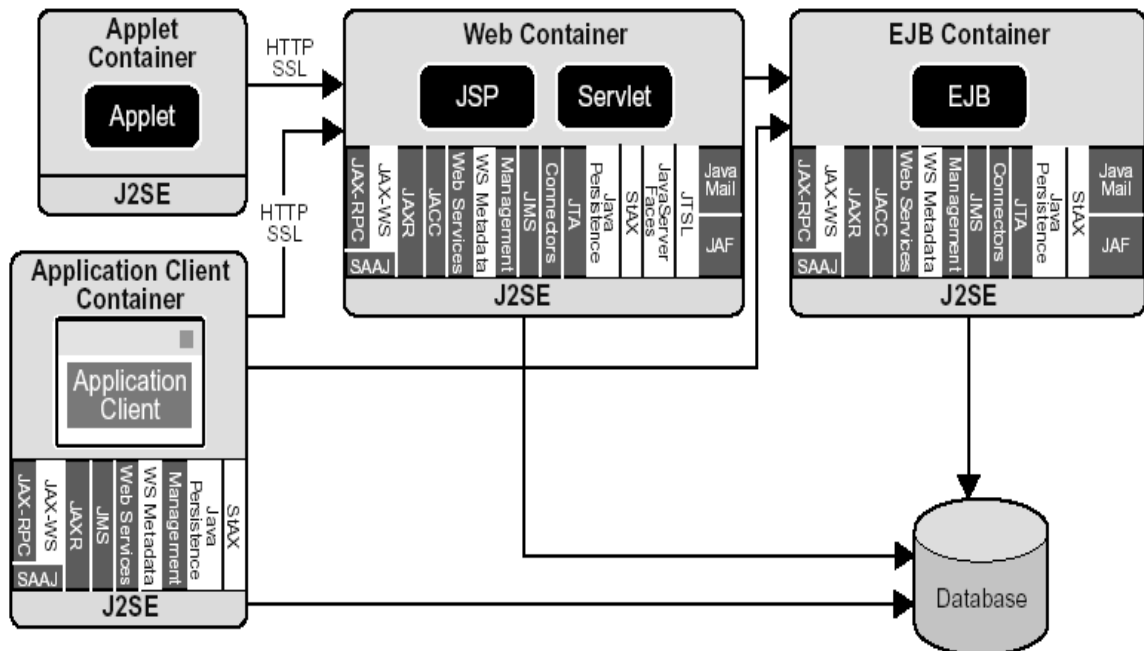 Applet
Container
Applet
J2SE
HTTP
SSL
HTTP
SSL
Web Container
JSP
Servlet
JAX-RPC
SAAJ
JAX-WS
JAXR
JACC
Web Services
WS Metadata
Management
JMS
Connectors
JTA
Java
Persistence
StAX
JavaServer
Faces
JTSL
Java
Mail
JAF
J2SE
EJB Container
EJB
JAX-RPC
SAAJ
JAX-WS
JAXR
JACC
Web Services
WS Metadata
Management
JMS
Connectors
JTA
Java
Persistence
StAX
Java
Mail
JAF
J2SE
Application Client
Container
Application
Client
JAX-RPC
SAAJ
JAX-WS
JAXR
JMS
Web Services
WS Metadata
Management
Java
Persistence
StAX
J2SE
Database